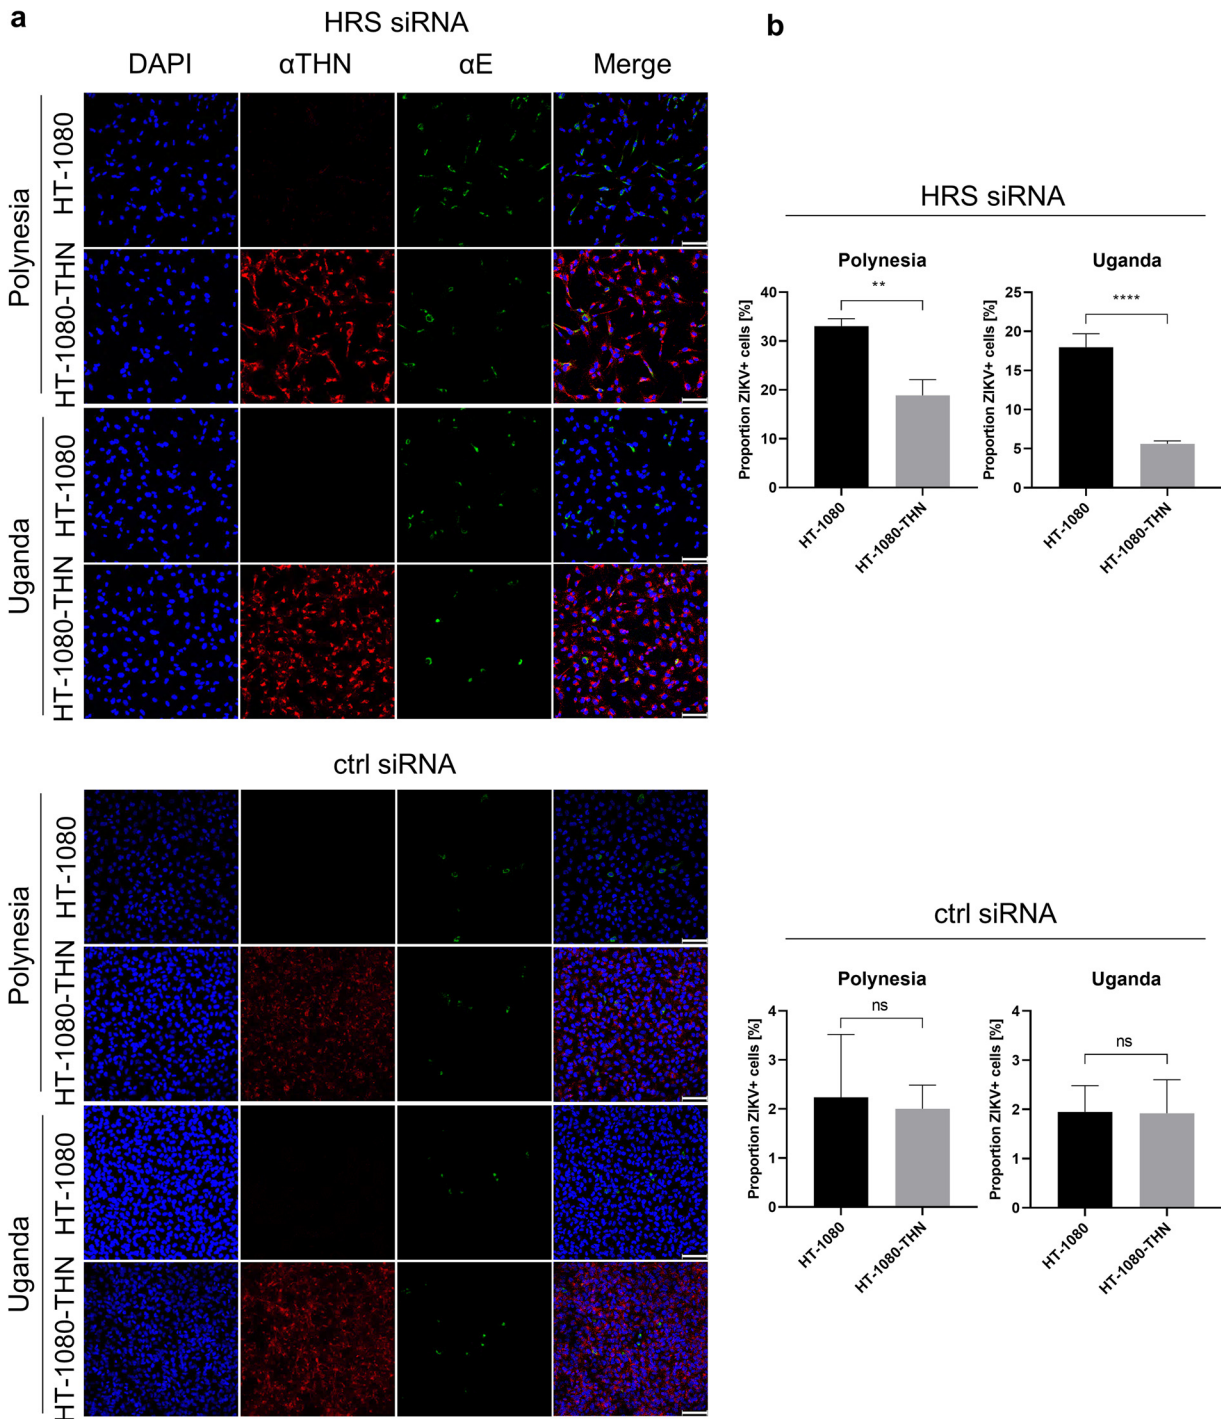 a
HRS siRNA
DAPI αTHN αE Merge
Polynesia
HT-1080
HT-1080-THN
Uganda
HT-1080
HT-1080-THN
ctrl siRNA
Polynesia
HT-1080
HT-1080-THN
Uganda
HT-1080
HT-1080-THN
b
HRS siRNA
Polynesia
Proportion ZIKV+ cells [%]
40
30
20
10
0
**
HT-1080
HT-1080-THN
Uganda
Proportion ZIKV+ cells [%]
25
20
15
10
5
0
****
HT-1080
HT-1080-THN
ctrl siRNA
Polynesia
Proportion ZIKV+ cells [%]
4
3
2
1
0
ns
HT-1080
HT-1080-THN
Uganda
Proportion ZIKV+ cells [%]
4
3
2
1
0
ns
HT-1080
HT-1080-THN